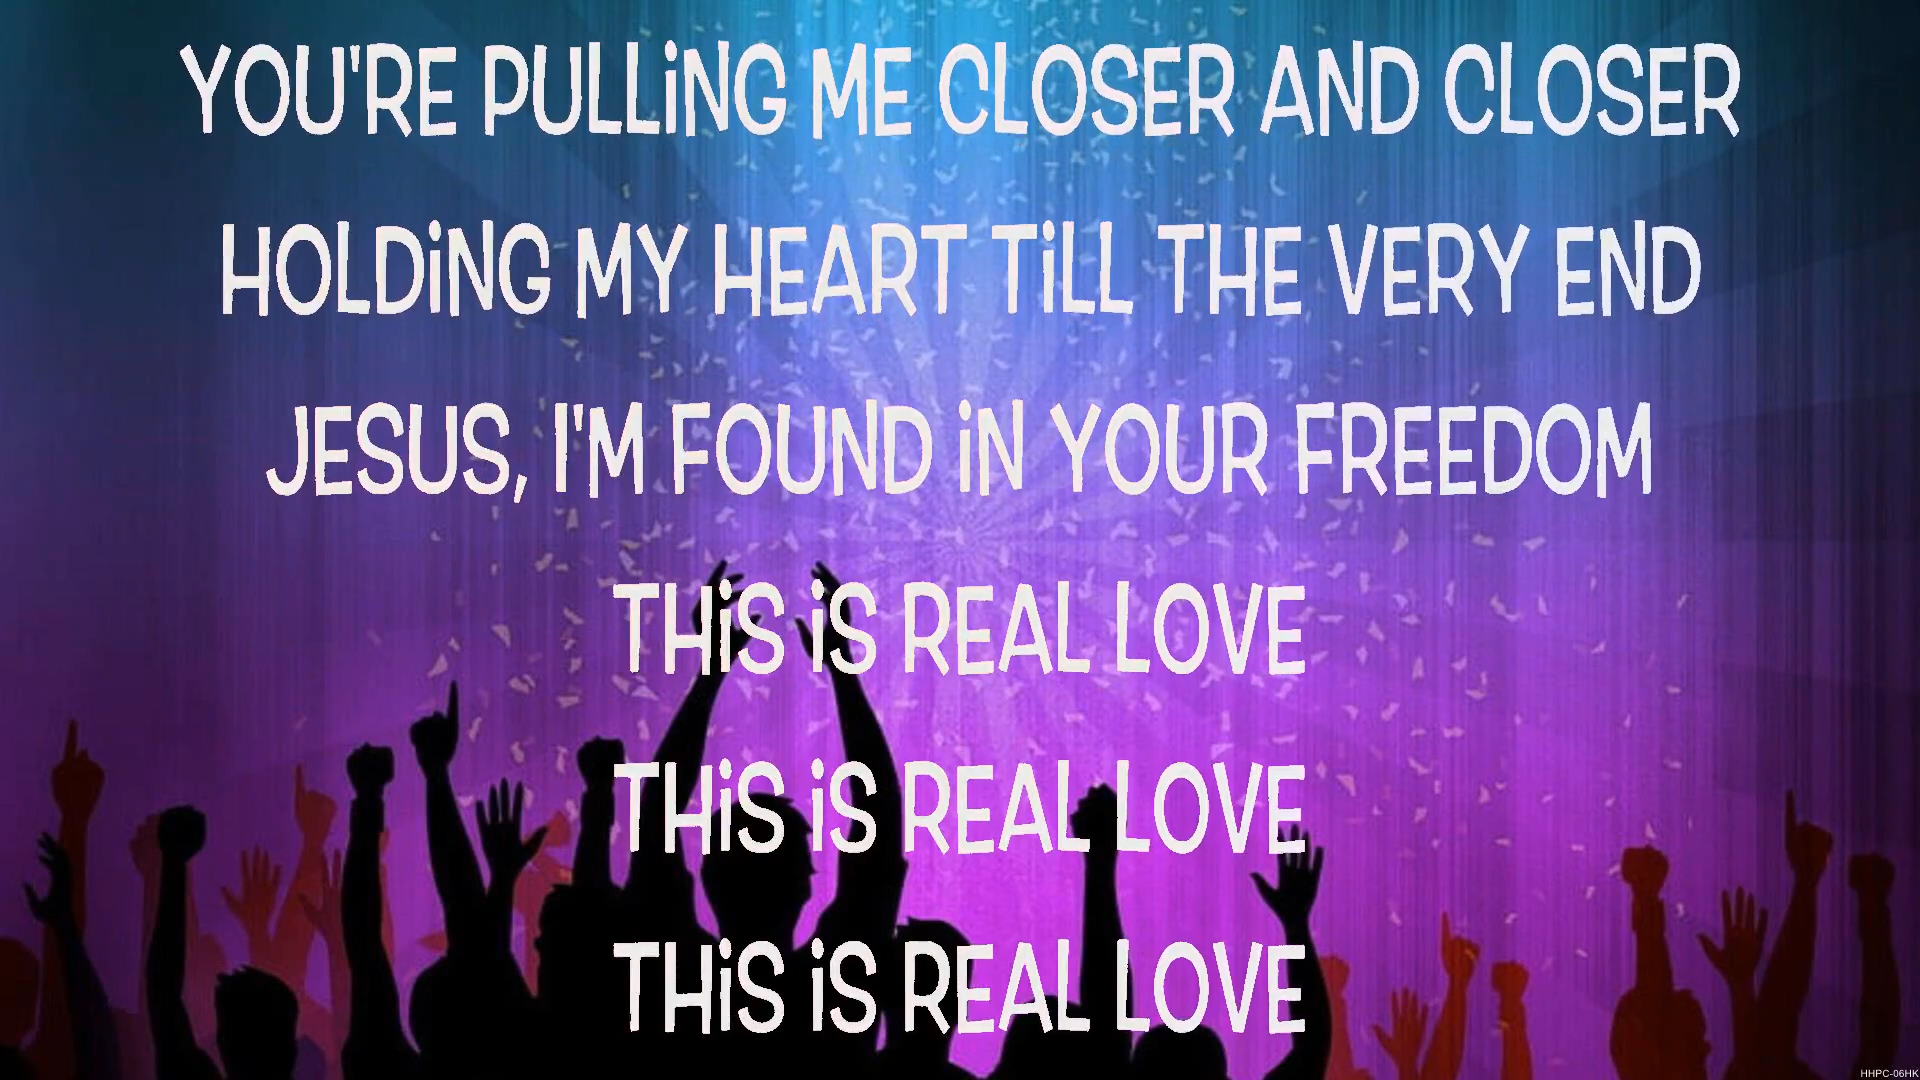 YOU'RE PULLiNG ME CLOSER AND CLOSER
HOLDiNG MY HEART TiLL THE VERY END
JESUS, I'M FOUND iN YOUR FREEDOM
THiS iS REAL LOVE
THiS iS REAL LOVE
THiS iS REAL LOVE
HHPC-06HK